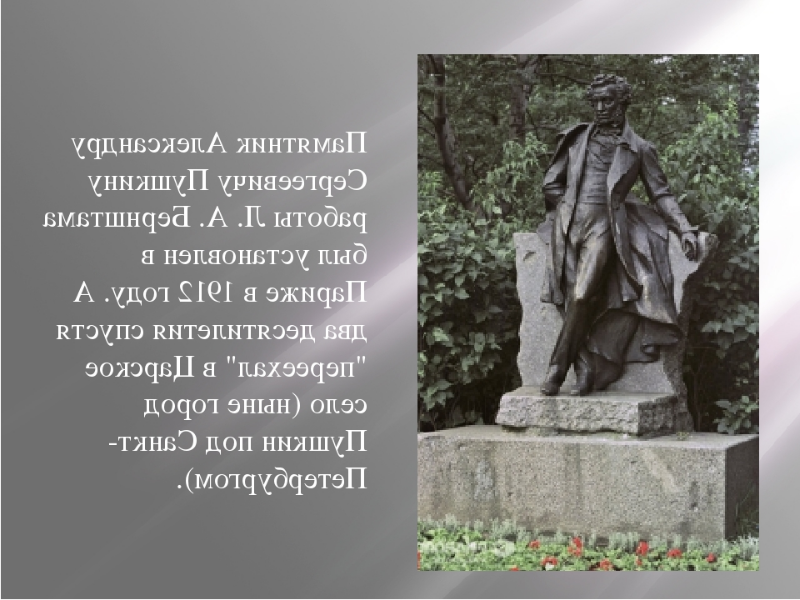 Памятник Александру
Сергеевичу Пушкину
работы Л. А. Бернштама
был установлен в
Париже в 1912 году. А
два десятилетия спустя
"переехал" в Царское
село (ныне город
Пушкин под Санкт-
Петербургом).